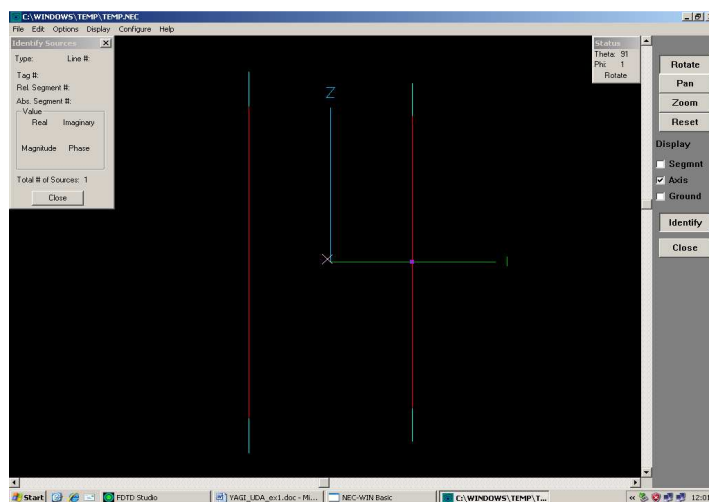 C:\WINDOWS\TEMP\TEMP.NEC
File Edit Options Display Configure Help
Identify Sources
Type: Line #:
Tag #:
Rel. Segment #:
Abs. Segment #:
Value
Real Imaginary
Magnitude Phase
Total # of Sources: 1
Close
Z
Status
Theta: 91
Phi: 1
Rotate
Rotate
Pan
Zoom
Reset
Display
Segmnt
Axis
Ground
Identify
Close
Start
FDTD Studio
YAGI_UDA_ex1.doc - Mi...
NEC-WIN Basic
C:\WINDOWS\TEMP\T...